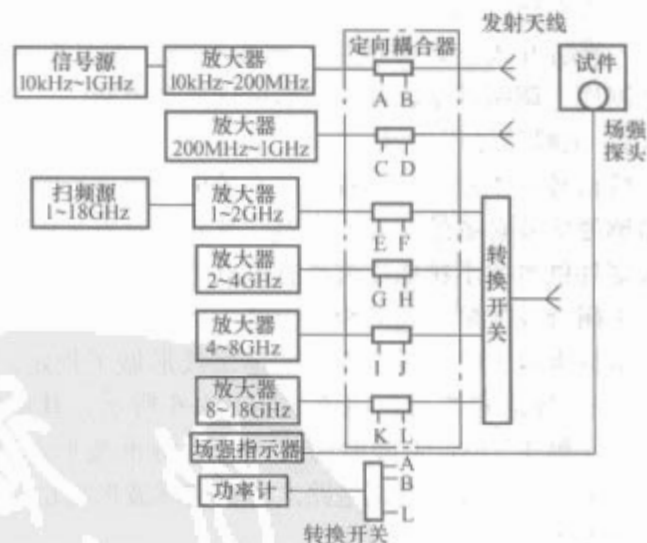 发射天线
信号源
10kHz~1GHz
放大器
10kHz~200MHz
定向耦合器
试件
A B
放大器
200MHz~1GHz
场强
探头
C D
扫频源
1~18GHz
放大器
1~2GHz
E F
转换开关
放大器
2~4GHz
G H
放大器
4~8GHz
I J
放大器
8~18GHz
K L
场强指示器
A
B
功率计
L
转换开关